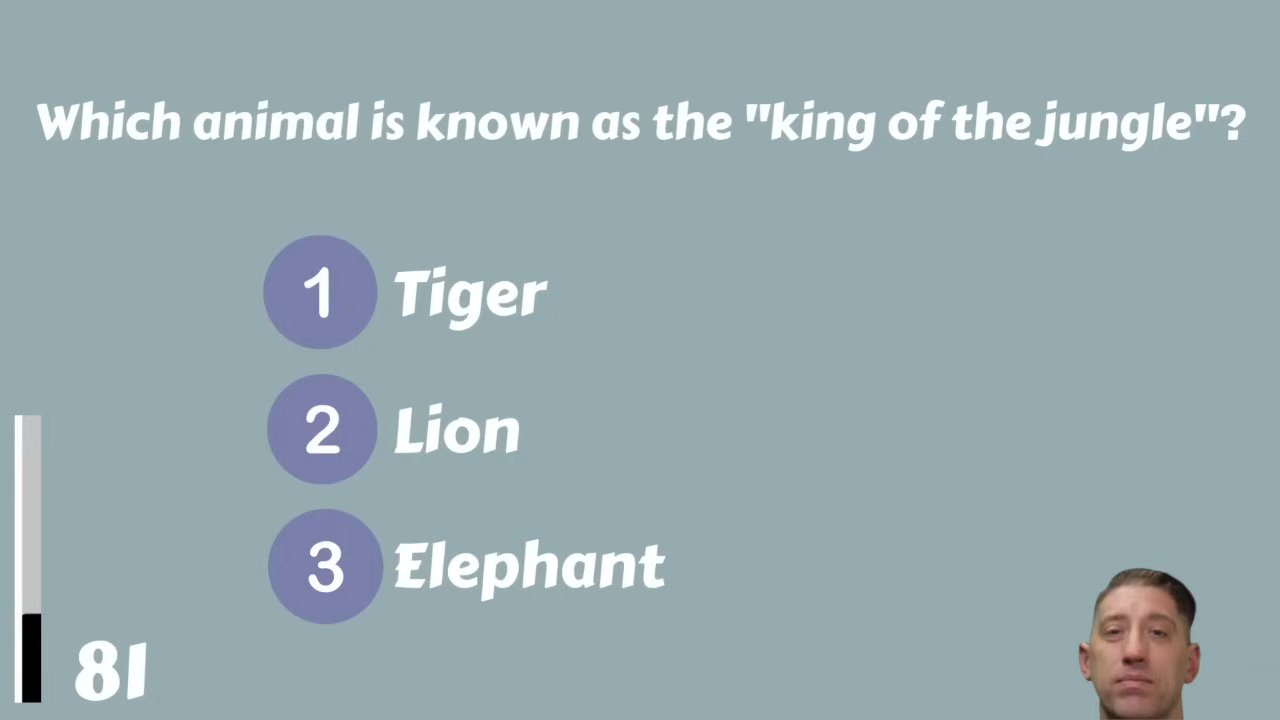 Which animal is known as the "king of the jungle"?
1 Tiger
2 Lion
3 Elephant
81